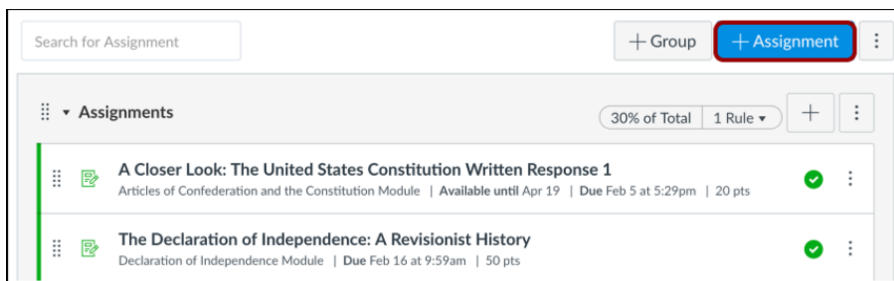 Search for Assignment
+ Group
+ Assignment
Assignments
30% of Total
1 Rule
A Closer Look: The United States Constitution Written Response 1
Articles of Confederation and the Constitution Module | Available until Apr 19 | Due Feb 5 at 5:29pm | 20 pts
The Declaration of Independence: A Revisionist History
Declaration of Independence Module | Due Feb 16 at 9:59am | 50 pts